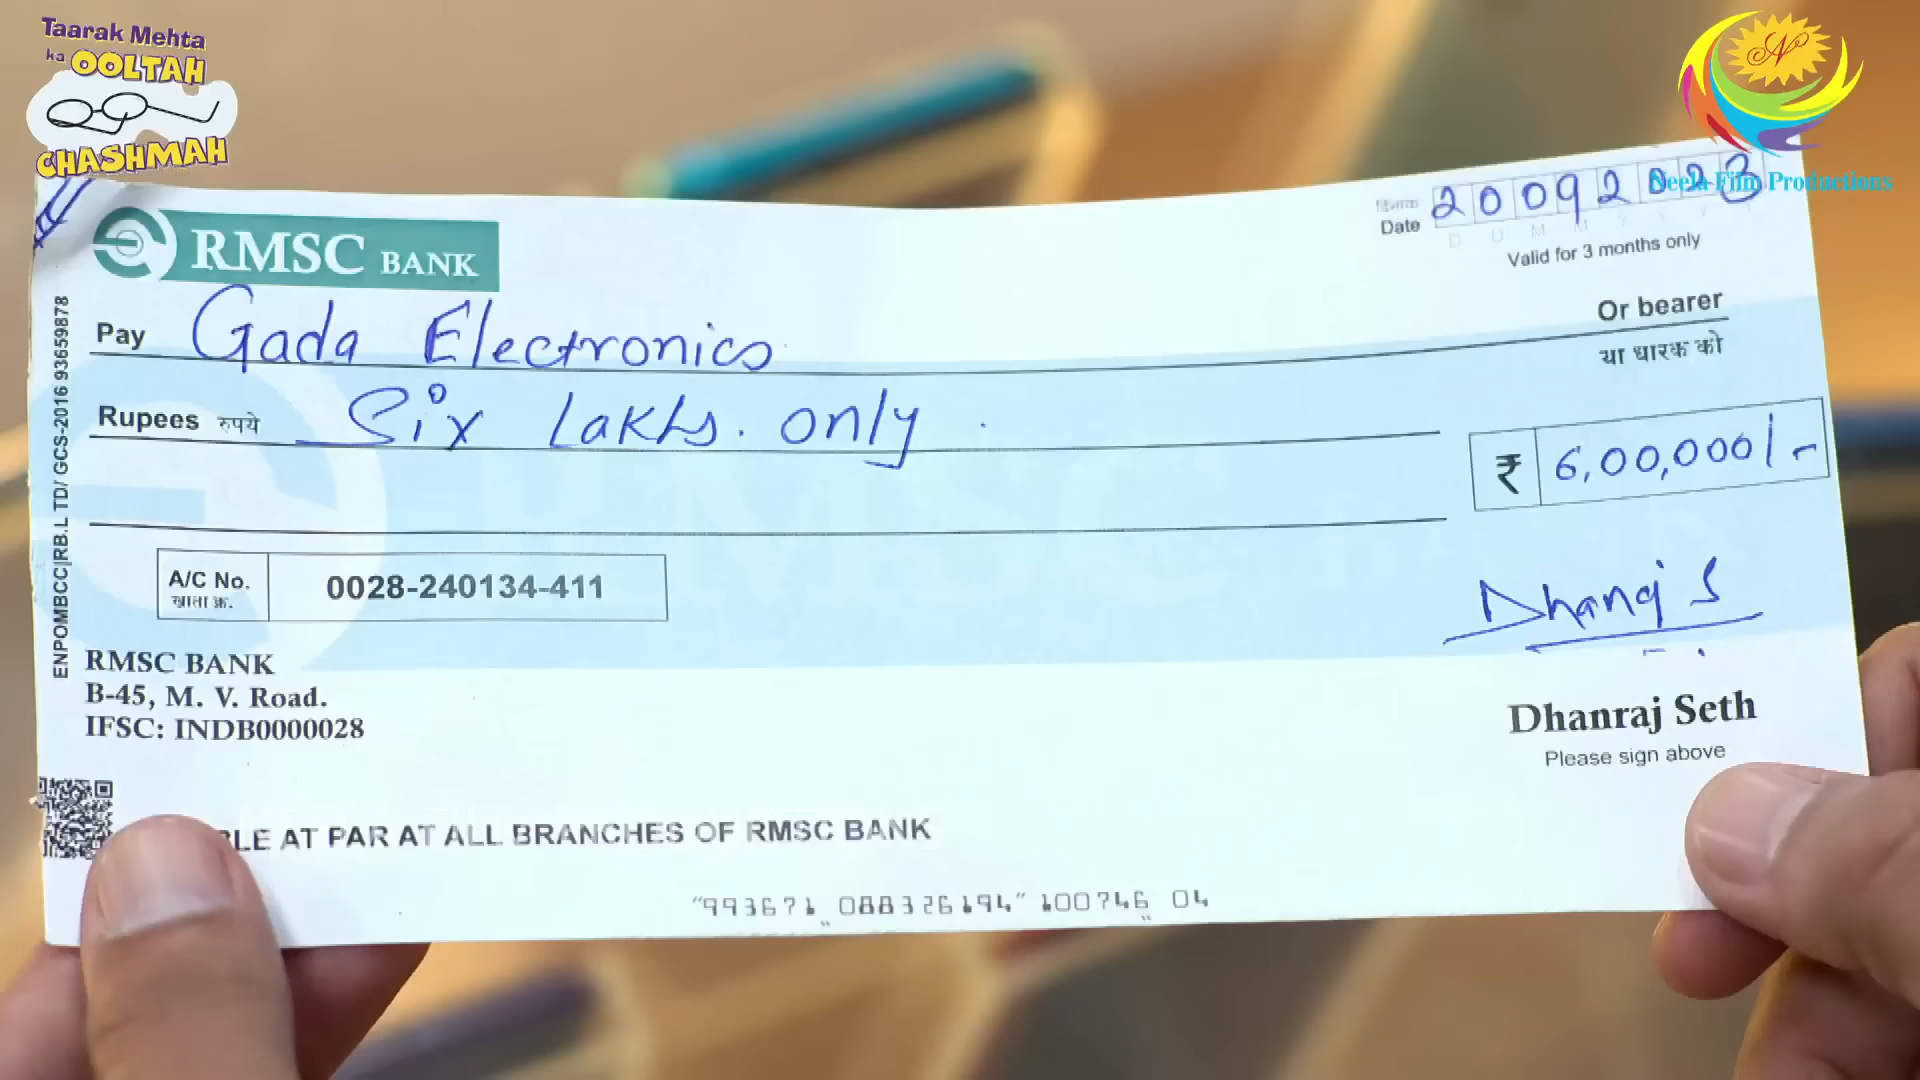 Taarak Mehta
ka OOLTAH
CHASHMAH
N
Neela Film Productions
RMSC BANK
Date 20092023
D D M M Y Y Y Y
Valid for 3 months only
Pay Gada Electronics
Or bearer
या धारक को
Rupees रुपये Six Lakhs. only.
₹ 6,00,000/-
A/C No. 0028-240134-411
खाता क्र.
Dhanaj S
RMSC BANK
B-45, M. V. Road.
IFSC: INDB0000028
Dhanraj Seth
Please sign above
LE AT PAR AT ALL BRANCHES OF RMSC BANK
"993671 088326194" 100746 04
ENPOMBCC|RB.L TD/ GCS-2016 93659878